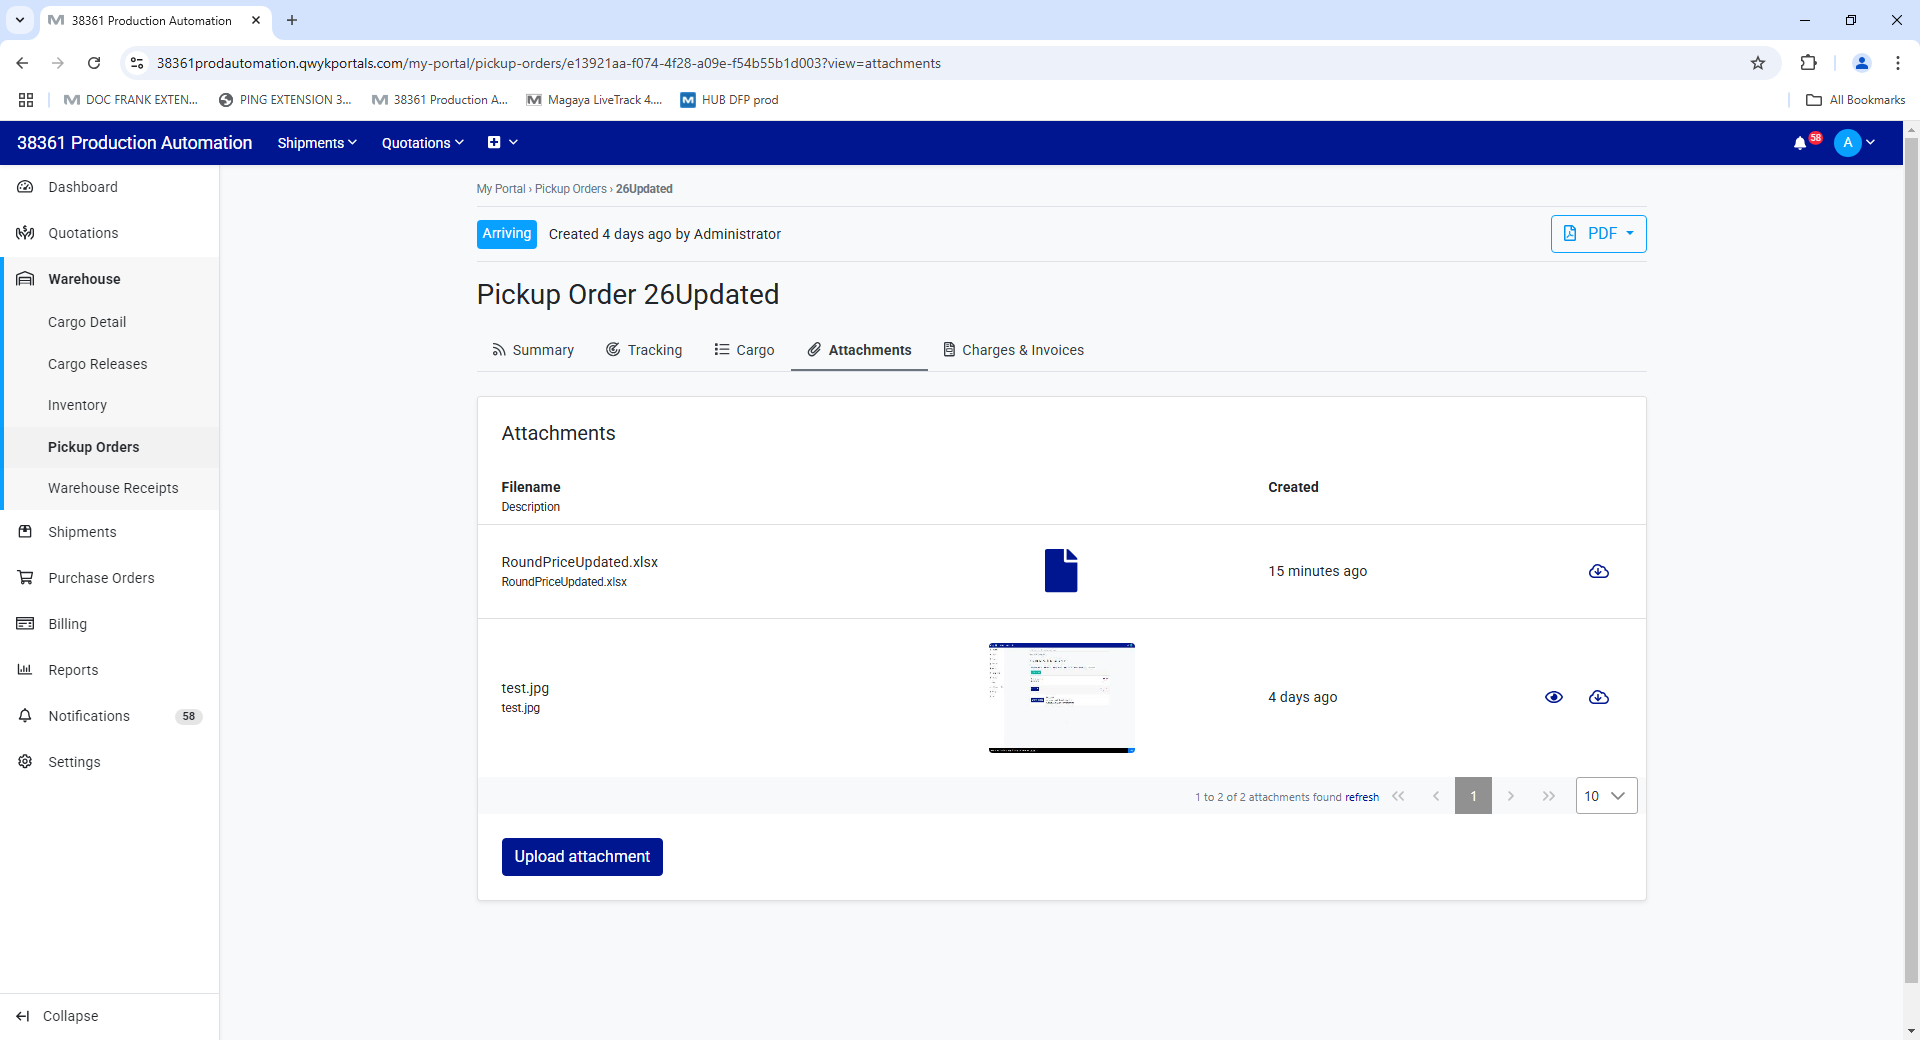 38361 Production Automation
38361prodautomation.qwykportals.com/my-portal/pickup-orders/e13921aa-f074-4f28-a09e-f54b55b1d003?view=attachments
DOC FRANK EXTEN...
PING EXTENSION 3...
38361 Production A...
Magaya LiveTrack 4....
HUB DFP prod
All Bookmarks
38361 Production Automation
Shipments
Quotations
58
A
Dashboard
Quotations
Warehouse
Cargo Detail
Cargo Releases
Inventory
Pickup Orders
Warehouse Receipts
Shipments
Purchase Orders
Billing
Reports
Notifications 58
Settings
Collapse
My Portal › Pickup Orders › 26Updated
Arriving Created 4 days ago by Administrator
PDF
Pickup Order 26Updated
Summary
Tracking
Cargo
Attachments
Charges & Invoices
Attachments
Filename
Description
Created
RoundPriceUpdated.xlsx
RoundPriceUpdated.xlsx
15 minutes ago
test.jpg
test.jpg
4 days ago
1 to 2 of 2 attachments found refresh
1
10
Upload attachment